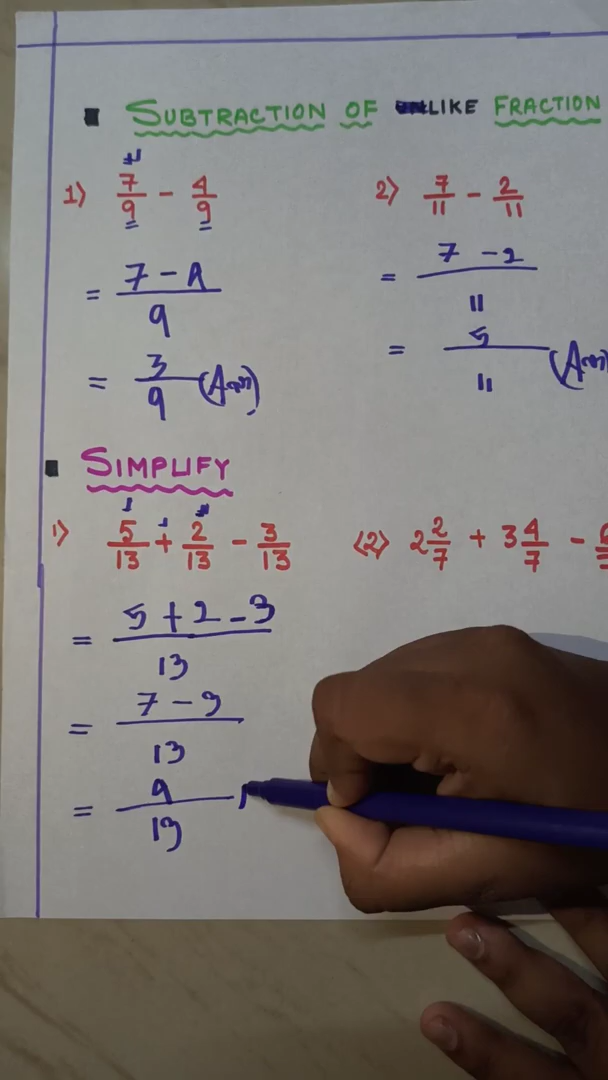 SUBTRACTION OF LIKE FRACTION
1) 7/9 - 4/9
= 7 - 4 / 9
= 3/9 (Ans)
2) 7/11 - 2/11
= 7 - 2 / 11
= 5/11 (Ans)
SIMPLIFY
1) 5/13 + 2/13 - 3/13
= 5 + 2 - 3 / 13
= 7 - 3 / 13
= 4/13
(2) 2 2/7 + 3 4/7 -